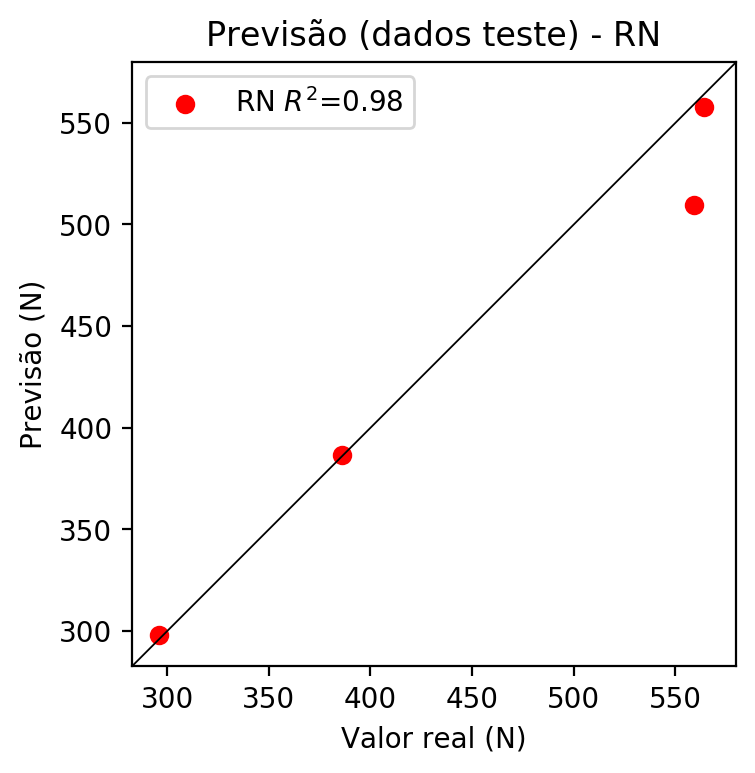 Previsão (dados teste) - RN
RN R²=0.98
550
500
450
400
350
300
Previsão (N)
300 350 400 450 500 550
Valor real (N)